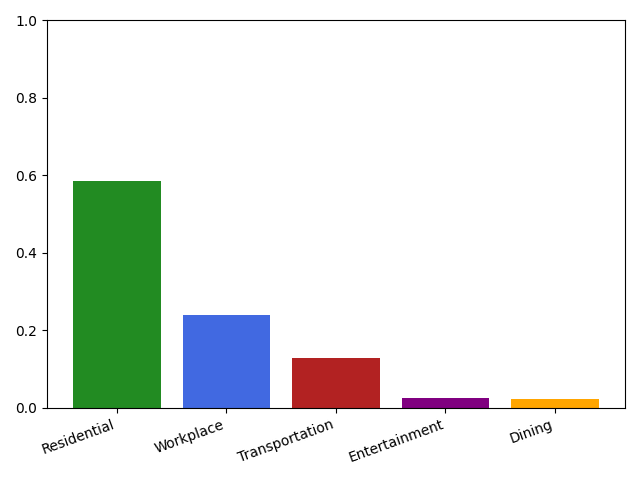 1.0
0.8
0.6
0.4
0.2
0.0
Residential
Workplace
Transportation
Entertainment
Dining